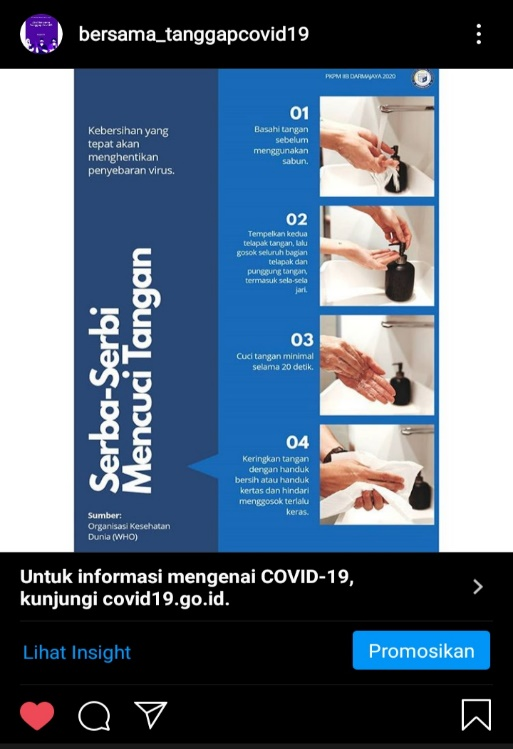 bersama_tanggapcovid19
PKPM IIB DARMAJAYA 2020
Kebersihan yang
tepat akan
menghentikan
penyebaran virus.
Serba-Serbi
Mencuci Tangan
Sumber:
Organisasi Kesehatan
Dunia (WHO)
01
Basahi tangan
sebelum
menggunakan
sabun.
02
Tempelkan kedua
telapak tangan, lalu
gosok seluruh bagian
telapak dan
punggung tangan,
termasuk sela-sela
jari.
03
Cuci tangan minimal
selama 20 detik.
04
Keringkan tangan
dengan handuk
bersih atau handuk
kertas dan hindari
menggosok terlalu
keras.
Untuk informasi mengenai COVID-19,
kunjungi covid19.go.id.
Lihat Insight
Promosikan